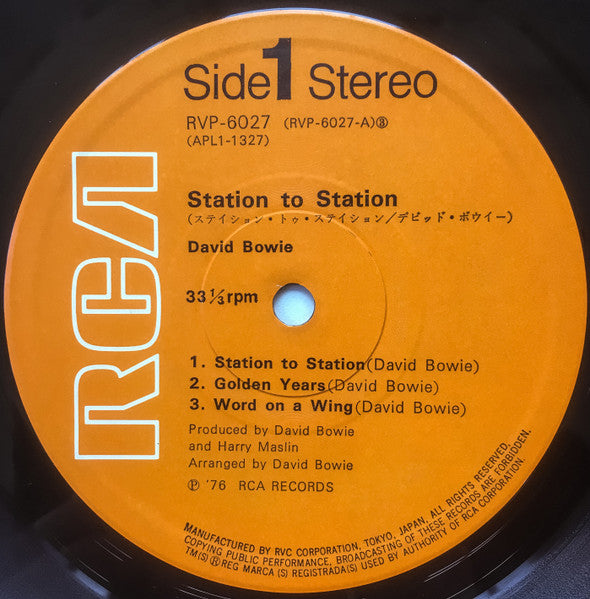 Side 1 Stereo
RVP-6027 (RVP-6027-A)Ⓑ
(APL1-1327)
Station to Station
(ステイション・トゥ・ステイション／デビッド・ボウイー)
David Bowie
33 1/3 rpm
1. Station to Station (David Bowie)
2. Golden Years (David Bowie)
3. Word on a Wing (David Bowie)
Produced by David Bowie
and Harry Maslin
Arranged by David Bowie
℗ '76 RCA RECORDS
MANUFACTURED BY RVC CORPORATION, TOKYO, JAPAN, ALL RIGHTS RESERVED.
COPYING PUBLIC PERFORMANCE, BROADCASTING OF THESE RECORDS ARE FORBIDDEN.
TM(S) ® REG MARCA (S) REGISTRADA(S) USED BY AUTHORITY OF RCA CORPORATION.
RCA